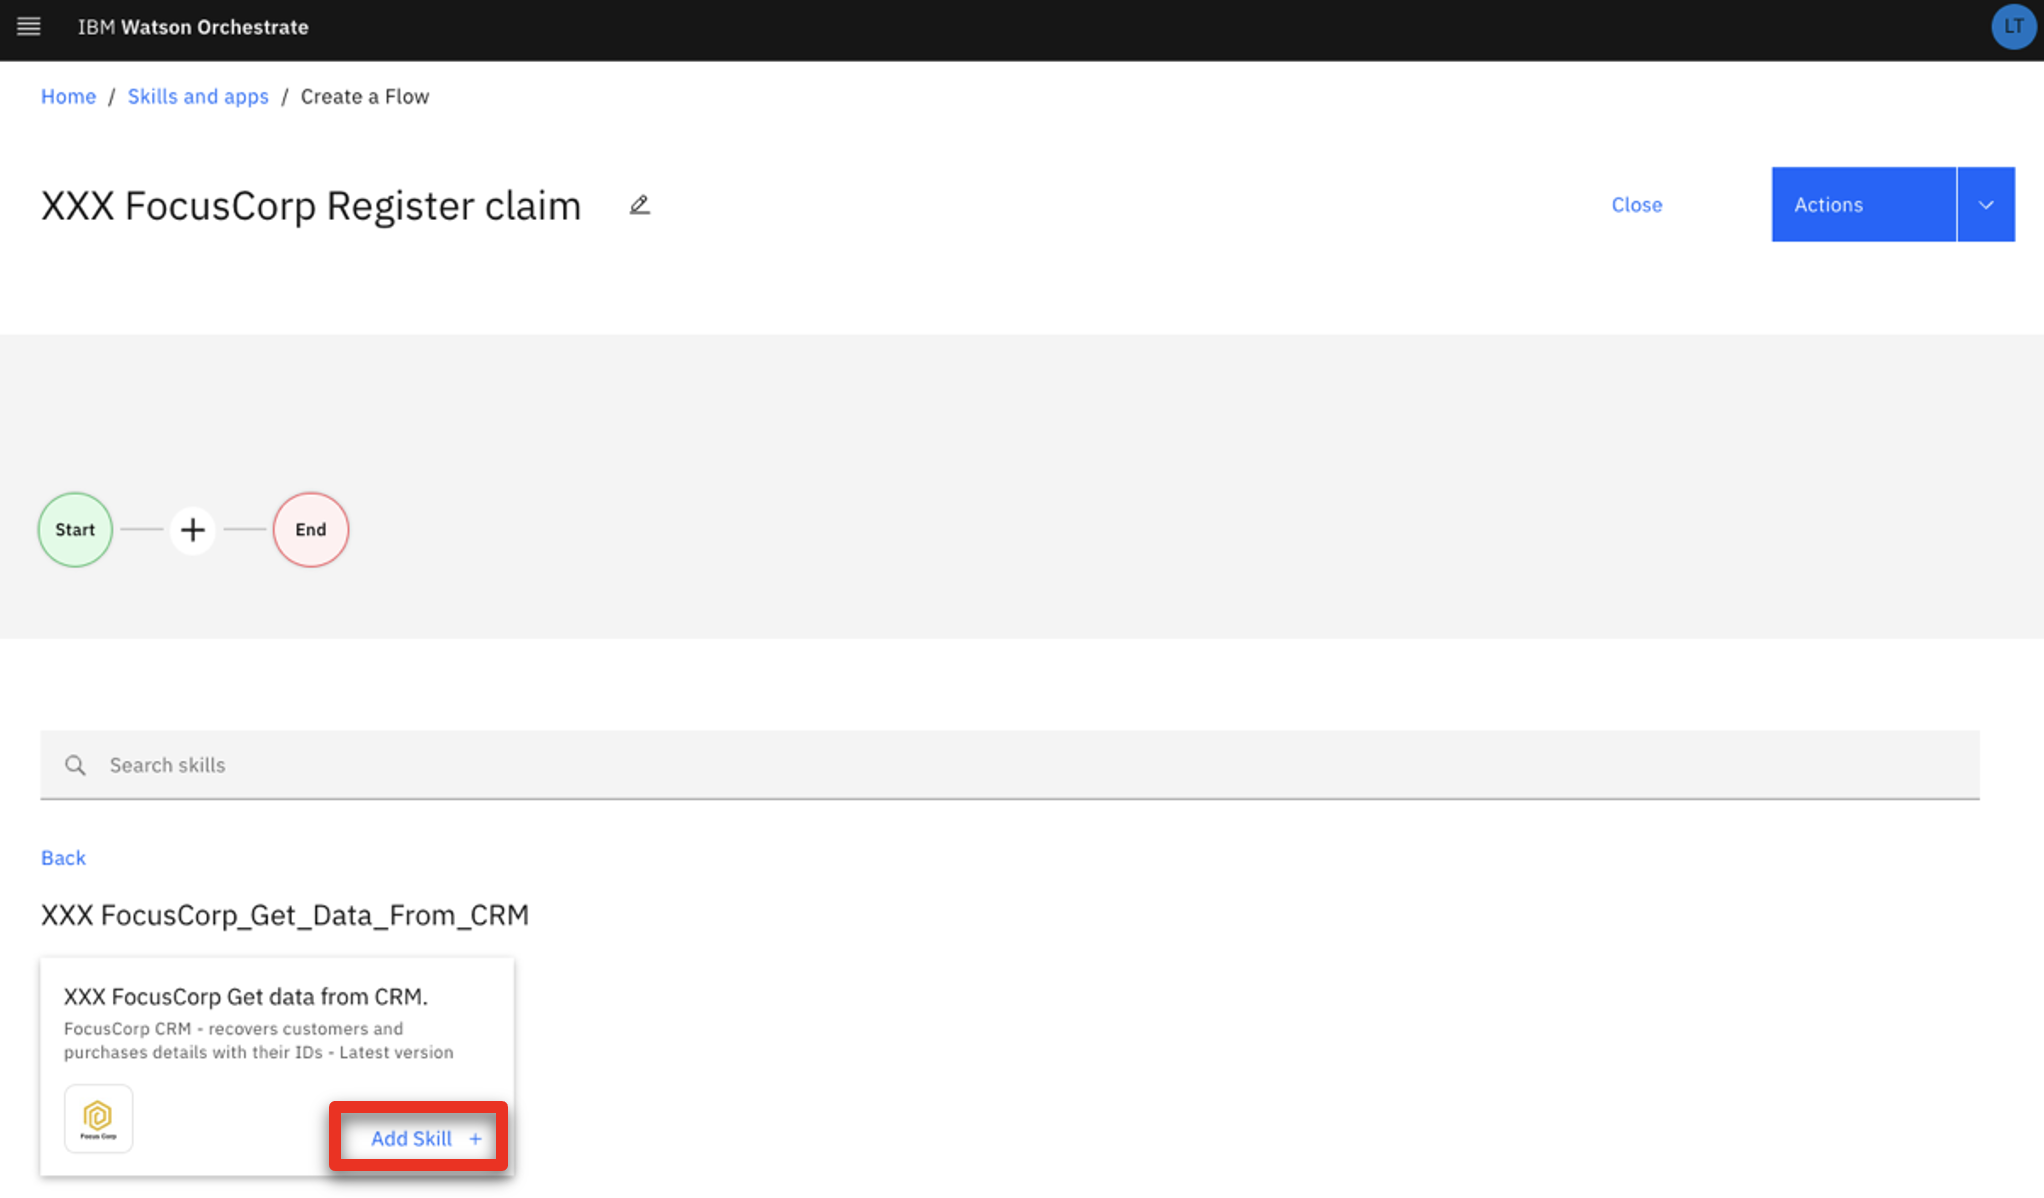 IBM Watson Orchestrate
LT
Home / Skills and apps / Create a Flow
XXX FocusCorp Register claim
Close
Actions
Start
End
Search skills
Back
XXX FocusCorp_Get_Data_From_CRM
XXX FocusCorp Get data from CRM.
FocusCorp CRM - recovers customers and
purchases details with their IDs - Latest version
Focus Corp
Add Skill +